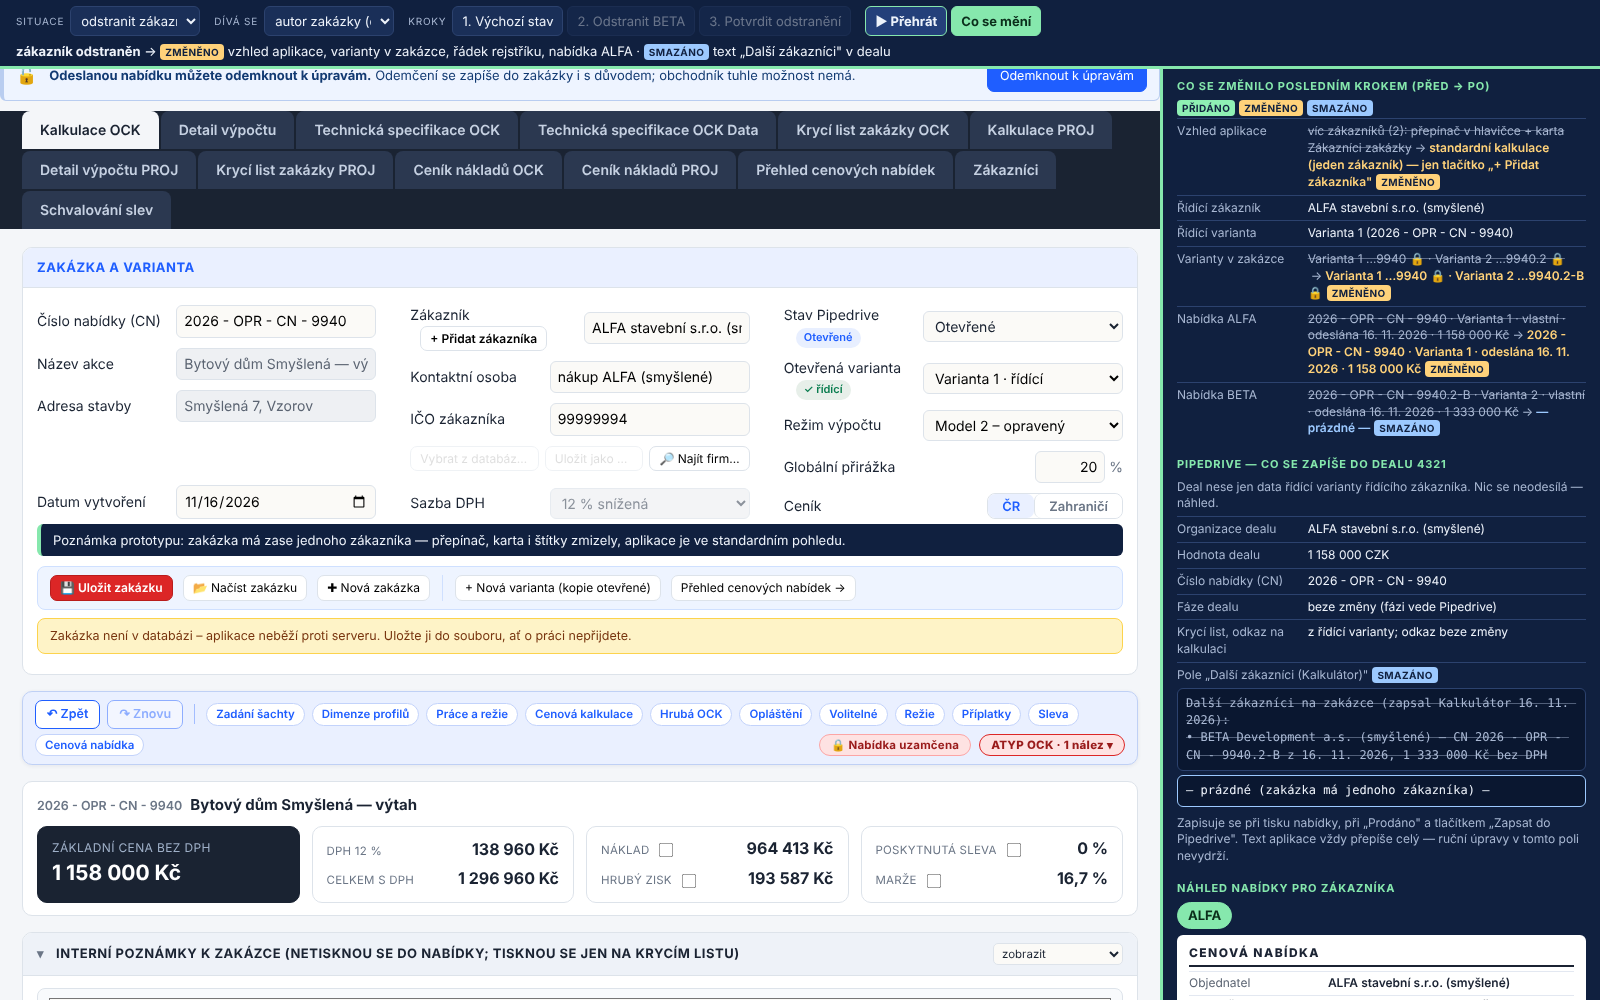 SITUACE odstranit zákazn DÍVÁ SE autor zakázky ( KROKY 1. Výchozí stav 2. Odstranit BETA 3. Potvrdit odstranění ▶ Přehrát Co se mění
zákazník odstraněn → ZMĚNĚNO vzhled aplikace, varianty v zakázce, řádek rejstříku, nabídka ALFA · SMAZÁNO text „Další zákazníci" v dealu
Odeslanou nabídku můžete odemknout k úpravám. Odemčení se zapíše do zakázky i s důvodem; obchodník tuhle možnost nemá. Odemknout k úpravám
Kalkulace OCK Detail výpočtu Technická specifikace OCK Technická specifikace OCK Data Krycí list zakázky OCK Kalkulace PROJ
Detail výpočtu PROJ Krycí list zakázky PROJ Ceník nákladů OCK Ceník nákladů PROJ Přehled cenových nabídek Zákazníci
Schvalování slev
ZAKÁZKA A VARIANTA
Číslo nabídky (CN) 2026 - OPR - CN - 9940
Název akce Bytový dům Smyšlená — vý
Adresa stavby Smyšlená 7, Vzorov
Datum vytvoření 11/16/2026
Zákazník + Přidat zákazníka ALFA stavební s.r.o. (sr
Kontaktní osoba nákup ALFA (smyšlené)
IČO zákazníka 99999994
Vybrat z databáz... Uložit jako ... 🔎 Najít firm...
Sazba DPH 12 % snížená
Stav Pipedrive Otevřené Otevřené
Otevřená varianta ✓ řídící Varianta 1 · řídící
Režim výpočtu Model 2 – opravený
Globální přirážka 20 %
Ceník ČR Zahraničí
Poznámka prototypu: zakázka má zase jednoho zákazníka — přepínač, karta i štítky zmizely, aplikace je ve standardním pohledu.
💾 Uložit zakázku 📂 Načíst zakázku ✚ Nová zakázka + Nová varianta (kopie otevřené) Přehled cenových nabídek →
Zakázka není v databázi – aplikace neběží proti serveru. Uložte ji do souboru, ať o práci nepřijdete.
↶ Zpět ↷ Znovu Zadání šachty Dimenze profilů Práce a režie Cenová kalkulace Hrubá OCK Opláštění Volitelné Režie Příplatky Sleva
Cenová nabídka 🔒 Nabídka uzamčena ATYP OCK · 1 nález ▾
2026 - OPR - CN - 9940 Bytový dům Smyšlená — výtah
ZÁKLADNÍ CENA BEZ DPH
1 158 000 Kč
DPH 12 % 138 960 Kč
CELKEM S DPH 1 296 960 Kč
NÁKLAD 964 413 Kč
HRUBÝ ZISK 193 587 Kč
POSKYTNUTÁ SLEVA 0 %
MARŽE 16,7 %
▼ INTERNÍ POZNÁMKY K ZAKÁZCE (NETISKNOU SE DO NABÍDKY; TISKNOU SE JEN NA KRYCÍM LISTU) zobrazit
CO SE ZMĚNILO POSLEDNÍM KROKEM (PŘED → PO)
PŘIDÁNO ZMĚNĚNO SMAZÁNO
Vzhled aplikace víc zákazníků (2): přepínač v hlavičce + karta
Zákazníci zakázky → standardní kalkulace
(jeden zákazník) — jen tlačítko „+ Přidat
zákazníka" ZMĚNĚNO
Řídící zákazník ALFA stavební s.r.o. (smyšlené)
Řídící varianta Varianta 1 (2026 - OPR - CN - 9940)
Varianty v zakázce Varianta 1 …9940 🔒 · Varianta 2 …9940.2 🔒
→ Varianta 1 …9940 🔒 · Varianta 2 …9940.2-B
🔒 ZMĚNĚNO
Nabídka ALFA 2026 - OPR - CN - 9940 · Varianta 1 · vlastní ·
odeslána 16. 11. 2026 · 1 158 000 Kč → 2026 -
OPR - CN - 9940 · Varianta 1 · odeslána 16. 11.
2026 · 1 158 000 Kč ZMĚNĚNO
Nabídka BETA 2026 - OPR - CN - 9940.2-B · Varianta 2 · vlastní
· odeslána 16. 11. 2026 · 1 333 000 Kč → —
prázdné — SMAZÁNO
PIPEDRIVE — CO SE ZAPÍŠE DO DEALU 4321
Deal nese jen data řídící varianty řídícího zákazníka. Nic se neodesílá —
náhled.
Organizace dealu ALFA stavební s.r.o. (smyšlené)
Hodnota dealu 1 158 000 CZK
Číslo nabídky (CN) 2026 - OPR - CN - 9940
Fáze dealu beze změny (fázi vede Pipedrive)
Krycí list, odkaz na z řídící varianty; odkaz beze změny
kalkulaci
Pole „Další zákazníci (Kalkulátor)" SMAZÁNO
Další zákazníci na zakázce (zapsal Kalkulátor 16. 11.
2026):
• BETA Development a.s. (smyšlené) — CN 2026 - OPR -
CN - 9940.2-B z 16. 11. 2026, 1 333 000 Kč bez DPH
— prázdné (zakázka má jednoho zákazníka) —
Zapisuje se při tisku nabídky, při „Prodáno" a tlačítkem „Zapsat do
Pipedrive". Text aplikace vždy přepíše celý — ruční úpravy v tomto poli
nevydrží.
NÁHLED NABÍDKY PRO ZÁKAZNÍKA
ALFA
CENOVÁ NABÍDKA
Objednatel ALFA stavební s.r.o. (smyšlené)